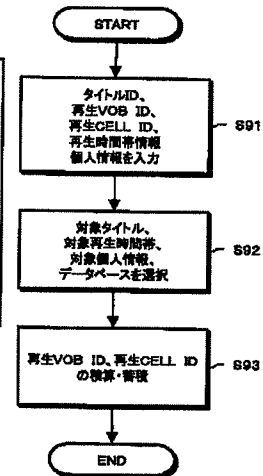 START
タイトルID、
再生VOB ID、
再生CELL ID、
再生時間帯情報
個人情報を入力
S91
対象タイトル、
対象再生時間帯、
対象個人情報、
データベースを選択
S92
再生VOB ID、再生CELL ID
の積算・蓄積
S93
END